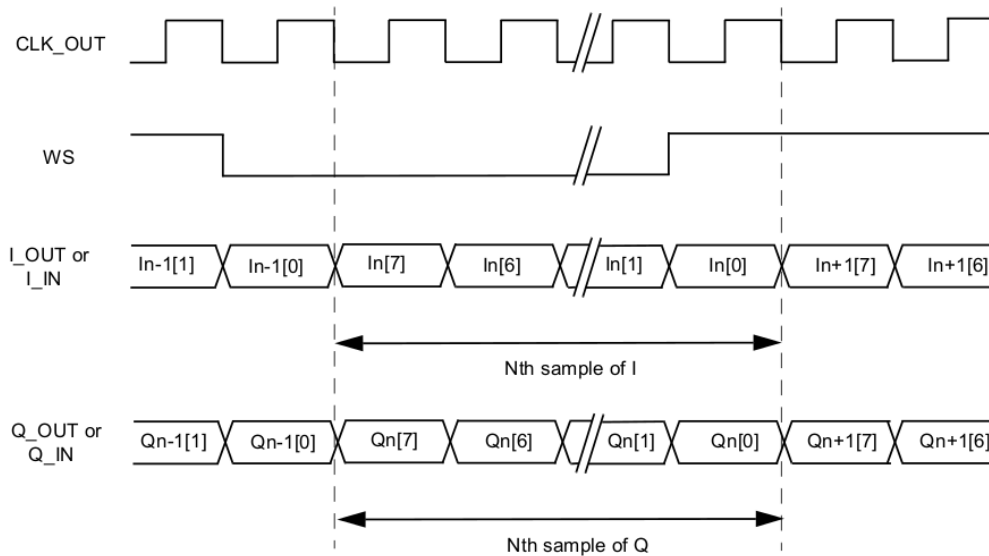 CLK_OUT
WS
I_OUT or
I_IN
In-1[1] In-1[0] In[7] In[6] In[1] In[0] In+1[7] In+1[6]
Nth sample of I
Q_OUT or
Q_IN
Qn-1[1] Qn-1[0] Qn[7] Qn[6] Qn[1] Qn[0] Qn+1[7] Qn+1[6]
Nth sample of Q